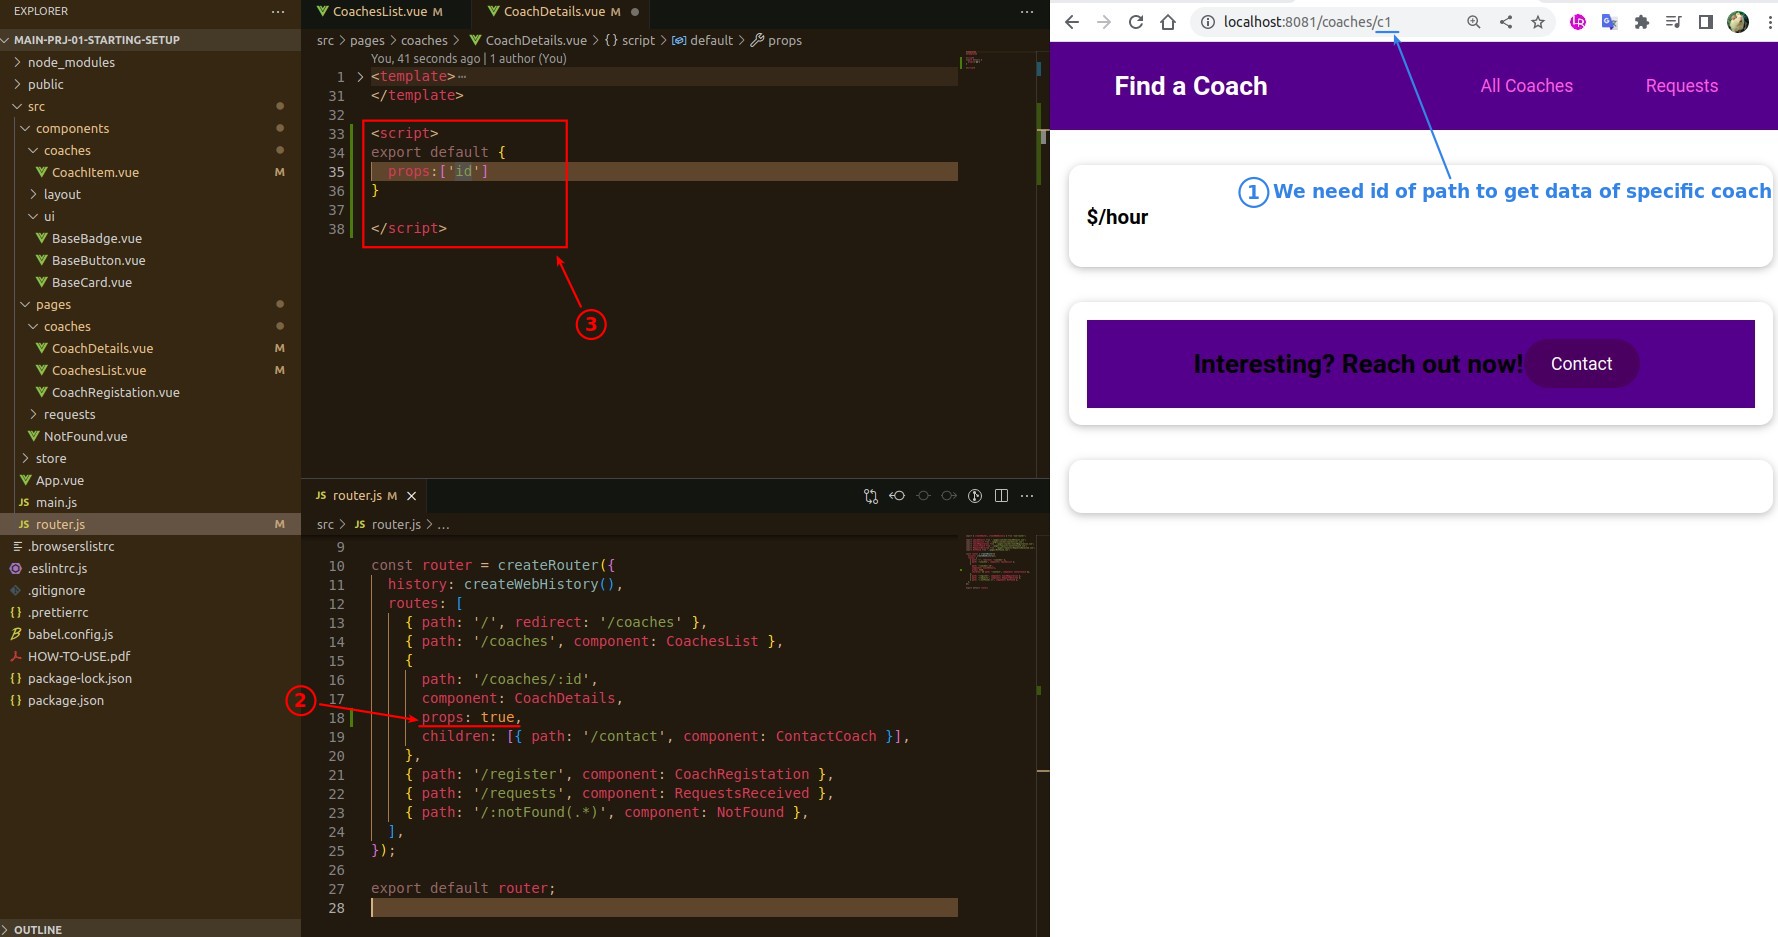 EXPLORER
MAIN-PRJ-01-STARTING-SETUP
node_modules
public
src
components
coaches
CoachItem.vue M
layout
ui
BaseBadge.vue
BaseButton.vue
BaseCard.vue
pages
coaches
CoachDetails.vue M
CoachesList.vue M
CoachRegistation.vue
requests
NotFound.vue
store
App.vue
JS main.js
JS router.js M
.browserslistrc
.eslintrc.js
.gitignore
{} .prettierrc
babel.config.js
HOW-TO-USE.pdf
{} package-lock.json
{} package.json
OUTLINE
CoachesList.vue M CoachDetails.vue M
src > pages > coaches > CoachDetails.vue > {} script > default > props
You, 41 seconds ago | 1 author (You)
1 <template>⋯
31 </template>
32
33 <script>
34 export default {
35 props:['id']
36 }
37
38 </script>
3
JS router.js M
src > JS router.js > ...
9
10 const router = createRouter({
11 history: createWebHistory(),
12 routes: [
13 { path: '/', redirect: '/coaches' },
14 { path: '/coaches', component: CoachesList },
15 {
16 path: '/coaches/:id',
17 component: CoachDetails,
18 props: true,
19 children: [{ path: '/contact', component: ContactCoach }],
20 },
21 { path: '/register', component: CoachRegistation },
22 { path: '/requests', component: RequestsReceived },
23 { path: '/:notFound(.*)', component: NotFound },
24 ],
25 });
26
27 export default router;
28
2
localhost:8081/coaches/c1
Find a Coach All Coaches Requests
1 We need id of path to get data of specific coach
$/hour
Interesting? Reach out now! Contact